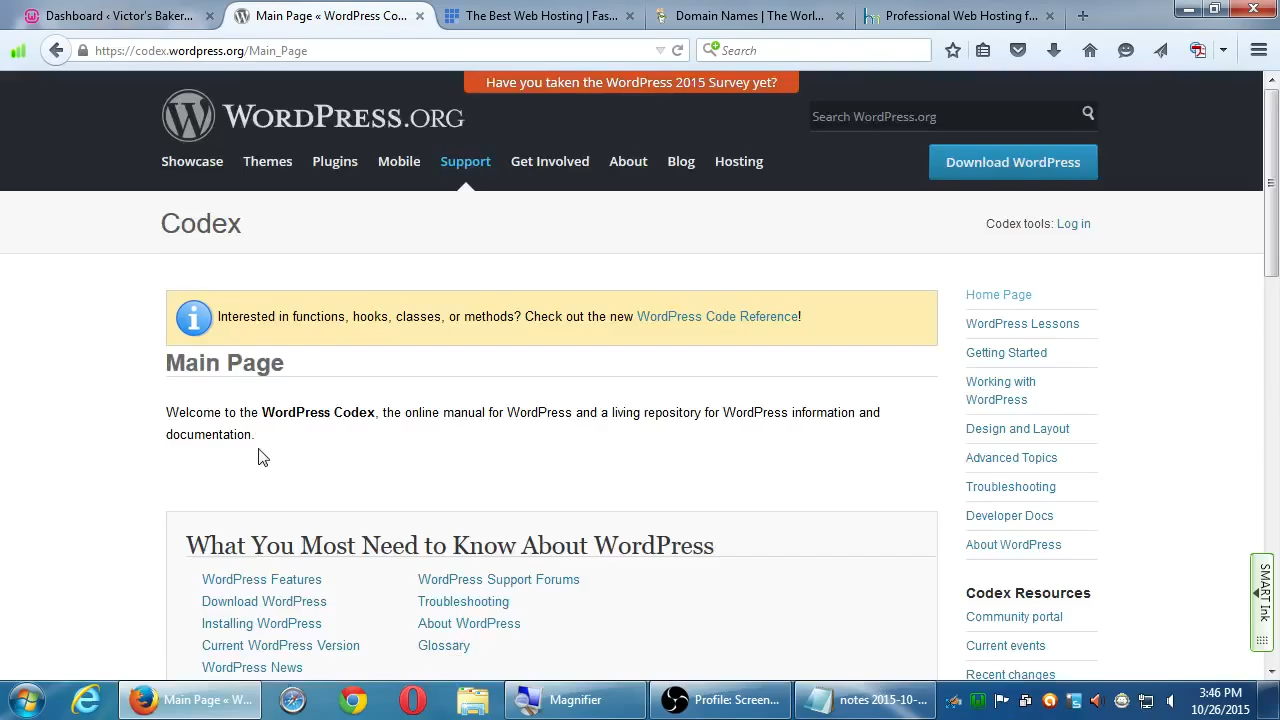 Dashboard ‹ Victor's Baker...
Main Page « WordPress Co...
The Best Web Hosting | Fas...
Domain Names | The Worl...
Professional Web Hosting f...
https://codex.wordpress.org/Main_Page
Search
Have you taken the WordPress 2015 Survey yet?
WORDPRESS.ORG
Search WordPress.org
Showcase Themes Plugins Mobile Support Get Involved About Blog Hosting
Download WordPress
Codex
Codex tools: Log in
Interested in functions, hooks, classes, or methods? Check out the new WordPress Code Reference!
Main Page
Welcome to the WordPress Codex, the online manual for WordPress and a living repository for WordPress information and
documentation.
What You Most Need to Know About WordPress
WordPress Features
Download WordPress
Installing WordPress
Current WordPress Version
WordPress News
WordPress Support Forums
Troubleshooting
About WordPress
Glossary
Home Page
WordPress Lessons
Getting Started
Working with
WordPress
Design and Layout
Advanced Topics
Troubleshooting
Developer Docs
About WordPress
Codex Resources
Community portal
Current events
Recent changes
SMART Ink
Main Page « W...
Magnifier
Profile: Screen...
notes 2015-10-...
3:46 PM
10/26/2015